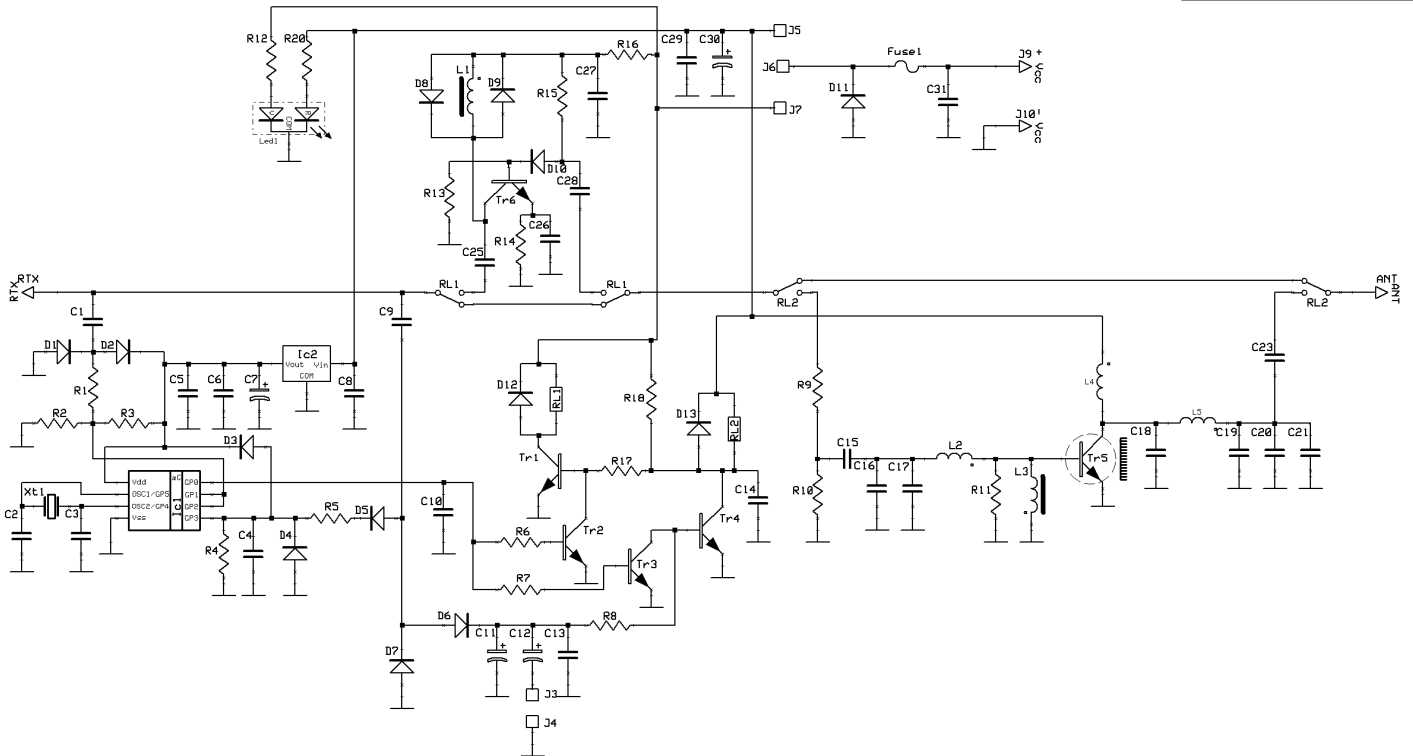 R12
R20
C29
C30
+
J5
R16
Fuse1
J9 +
VCC
J6
L1
D8
D9
C27
R15
D11
C31
J7
J10 -
VCC
COM
Led1
D10
C28
R13
Tr6
C26
R14
C25
RTX
RTX
RL1
RL1
RL2
RL2
ANT
ANT
C1
C9
D1
D2
Ic2
Vout Vin
COM
C5
C6
C7
+
C8
R1
R2
R3
D12
RL1
R18
D13
RL2
R9
C23
L4
L5
D3
Tr1
R17
C15
C16
C17
L2
L3
Tr5
C18
C19
C20
C21
Xt1
C2
C3
Vdd
OSC1/GP5
OSC2/GP4
Vss
Ic1
GP0
GP1
GP2
GP3
R4
C4
D4
R5
D5
C10
R6
Tr2
R7
Tr3
Tr4
C14
R10
R11
D6
C11
+
C12
+
C13
R8
D7
J3
J4